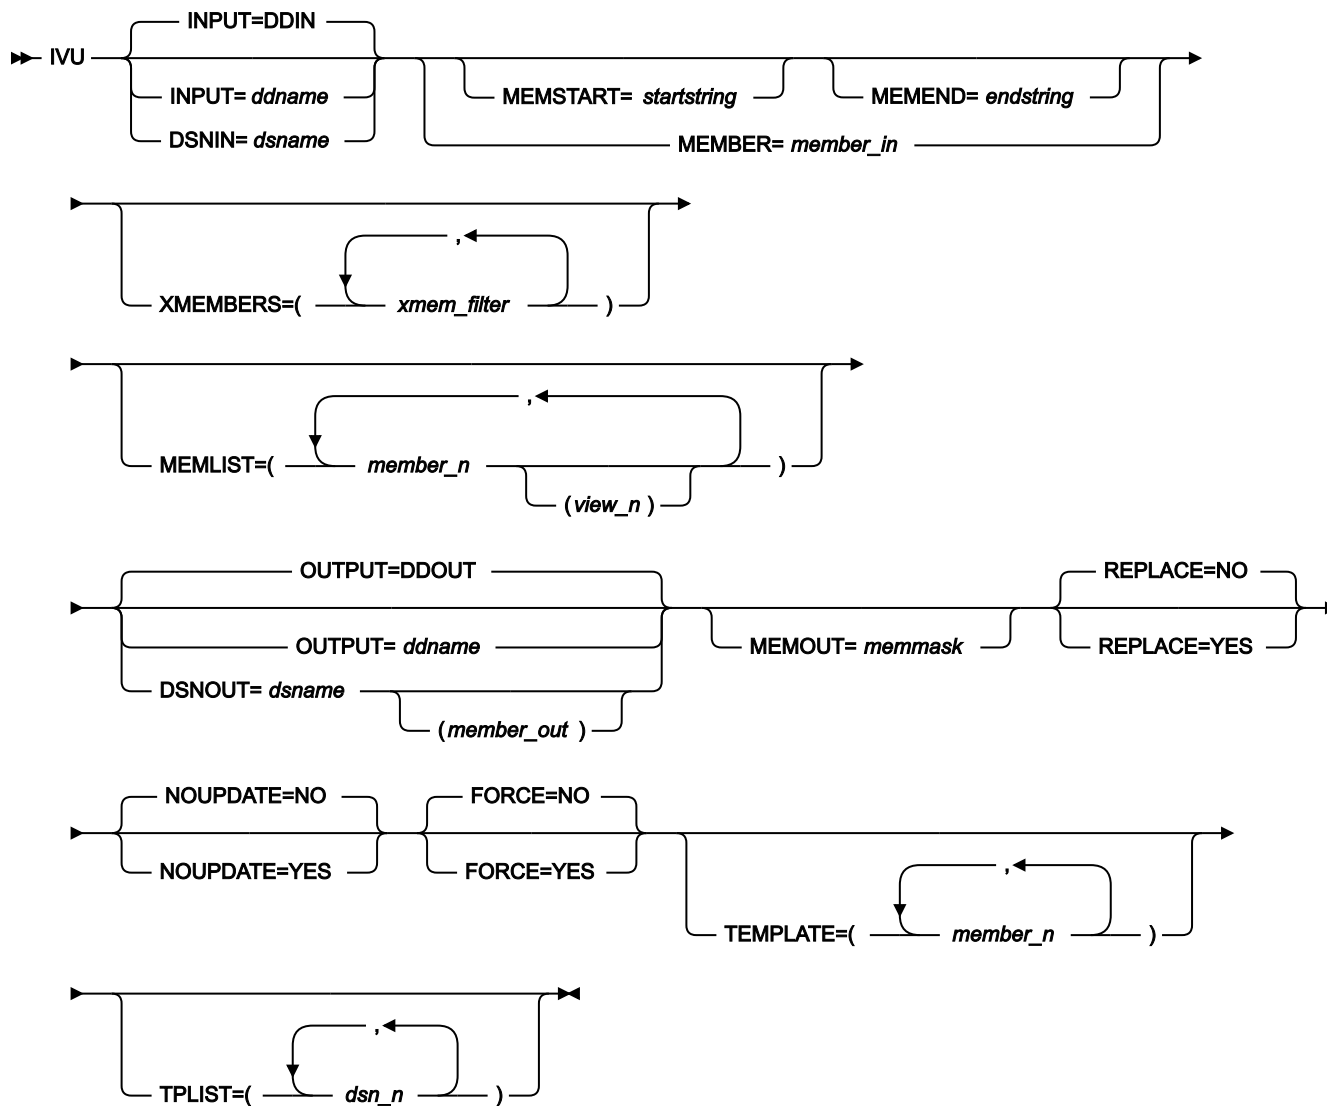 INPUT=DDIN
IVU
INPUT= ddname
DSNIN= dsname
MEMSTART= startstring
MEMEND= endstring
MEMBER= member_in
,
XMEMBERS=( xmem_filter )
,
MEMLIST=( member_n )
(view_n )
OUTPUT=DDOUT
OUTPUT= ddname
DSNOUT= dsname
(member_out )
MEMOUT= memmask
REPLACE=NO
REPLACE=YES
NOUPDATE=NO
NOUPDATE=YES
FORCE=NO
FORCE=YES
,
TEMPLATE=( member_n )
,
TPLIST=( dsn_n )